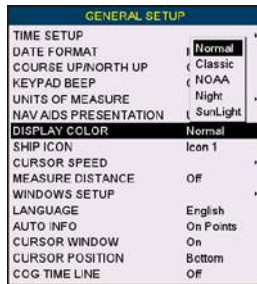 GENERAL SETUP
TIME SETUP
DATE FORMAT
COURSE UP/NORTH UP
KEYPAD BEEP
UNITS OF MEASURE
NAV AIDS PRESENTATION
Normal
Classic
NOAA
Night
SunLight
DISPLAY COLOR Normal
SHIP ICON Icon 1
CURSOR SPEED
MEASURE DISTANCE Off
WINDOWS SETUP
LANGUAGE English
AUTO INFO On Points
CURSOR WINDOW On
CURSOR POSITION Bottom
COG TIME LINE Off